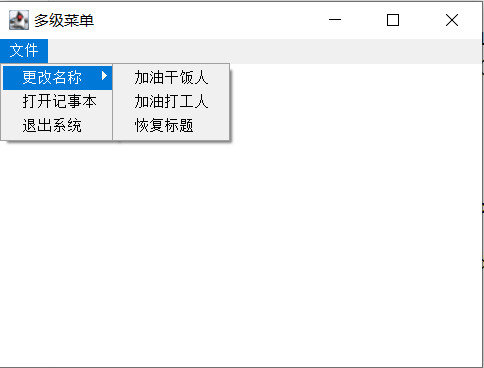 多级菜单
文件
更改名称
打开记事本
退出系统
加油干饭人
加油打工人
恢复标题